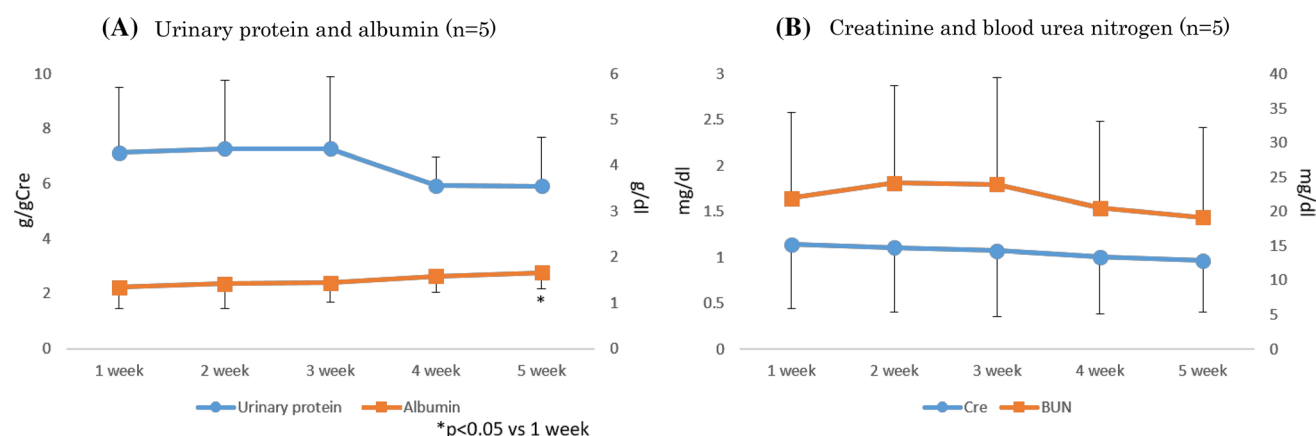 (A) Urinary protein and albumin (n=5)
10
8
6
4
2
0
g/gCre
6
5
4
3
2
1
0
g/dl
*
1 week 2 week 3 week 4 week 5 week
Urinary protein Albumin
*p<0.05 vs 1 week
(B) Creatinine and blood urea nitrogen (n=5)
3
2.5
2
1.5
1
0.5
0
mg/dl
40
35
30
25
20
15
10
5
0
mg/dl
1 week 2 week 3 week 4 week 5 week
Cre BUN